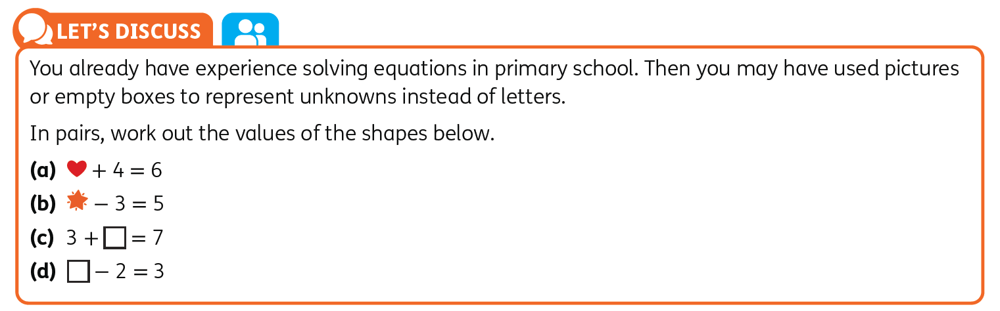 LET’S DISCUSS
You already have experience solving equations in primary school. Then you may have used pictures
or empty boxes to represent unknowns instead of letters.
In pairs, work out the values of the shapes below.
(a) ❤ + 4 = 6
(b) ★ − 3 = 5
(c) 3 + □ = 7
(d) □ − 2 = 3